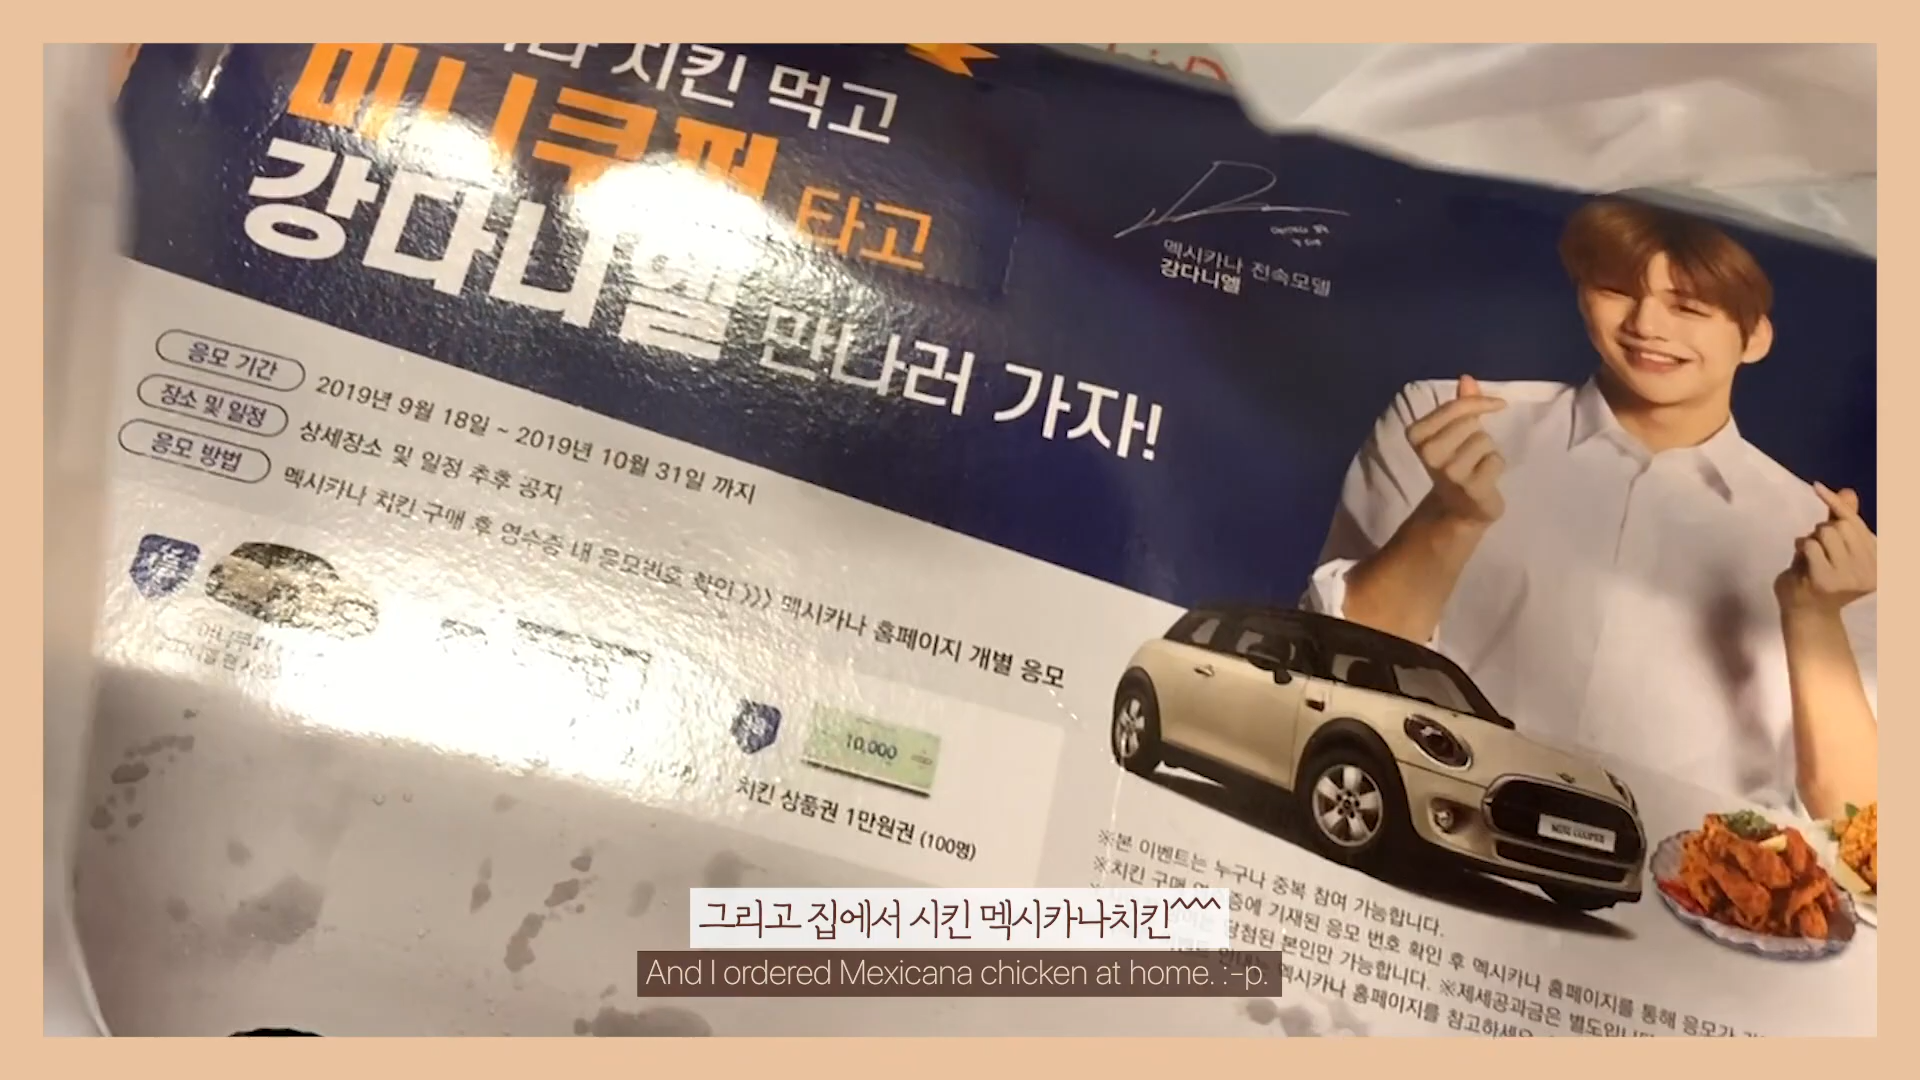 치킨 먹고
미니쿠퍼 타고
강다니엘 만나러 가자!
멕시카나 전속모델
강다니엘
응모 기간 2019년 9월 18일 ~ 2019년 10월 31일 까지
장소 및 일정 상세장소 및 일정 추후 공지
응모 방법 멕시카나 치킨 구매 후 영수증 내 응모번호 확인 >>> 멕시카나 홈페이지 개별 응모
10,000
치킨 상품권 1만원권 (100명)
MINI COOPER
※본 이벤트는 누구나 중복 참여 가능합니다.
※치킨 구매 영수증에 기재된 응모 번호 확인 후 멕시카나 홈페이지를 통해 응모가
당첨된 본인만 가능합니다. ※제세공과금은 별도입니다
멕시카나 홈페이지를 참고하세요
그리고 집에서 시킨 멕시카나치킨^^^
And I ordered Mexicana chicken at home. :-p.